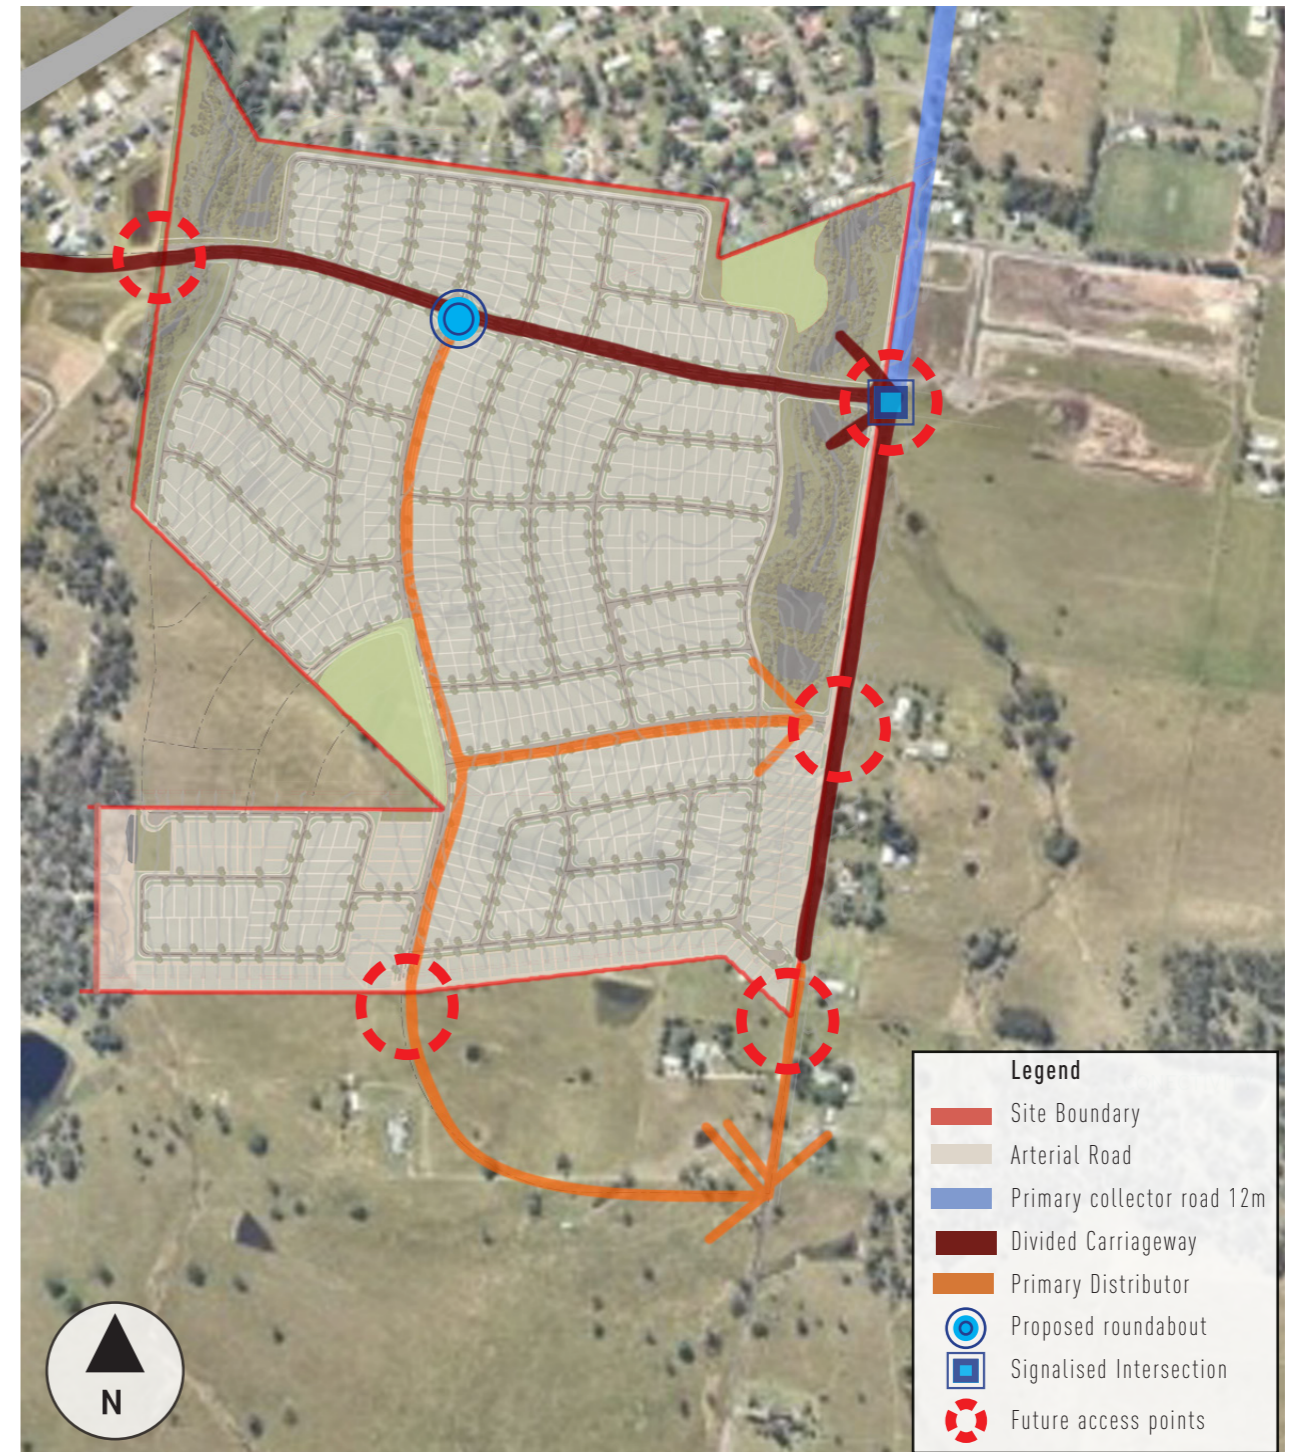 Legend
Site Boundary
Arterial Road
Primary collector road 12m
Divided Carriageway
Primary Distributor
Proposed roundabout
Signalised Intersection
Future access points
N